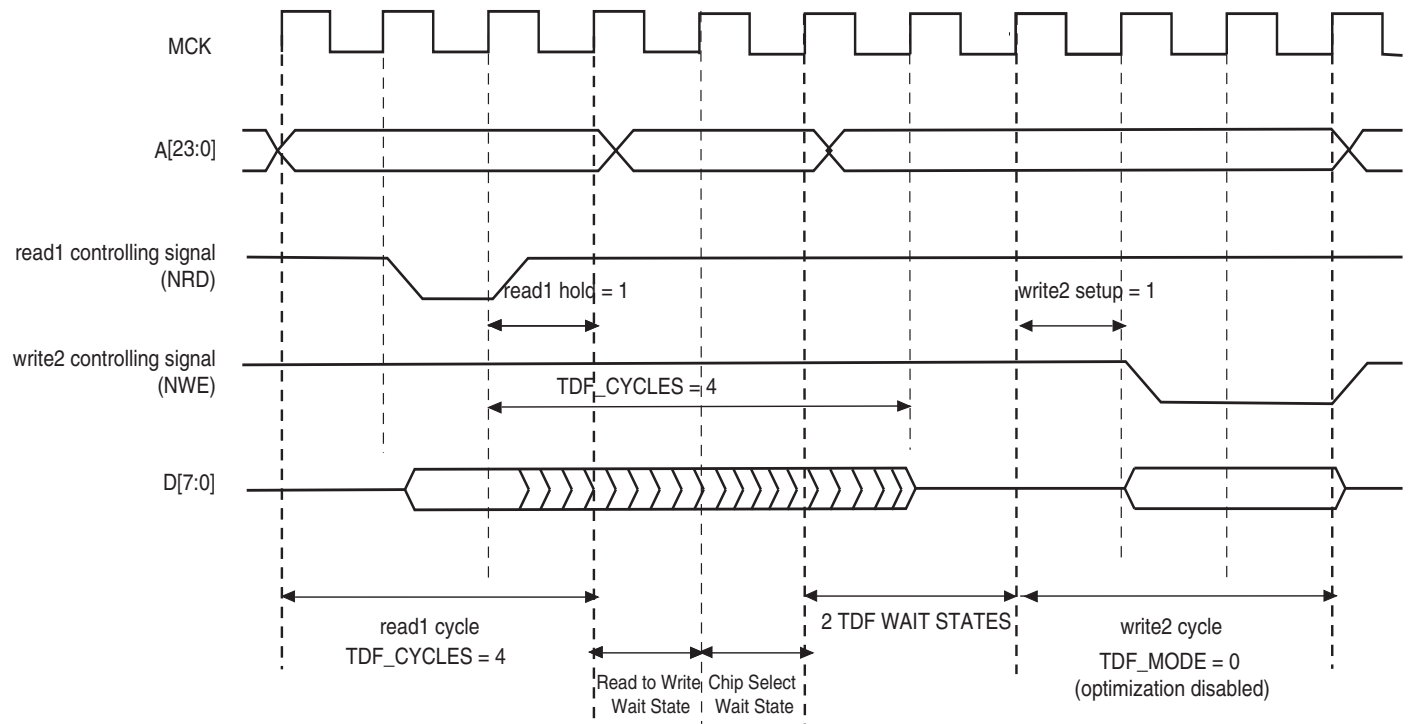 MCK
A[23:0]
read1 controlling signal
(NRD)
read1 hold = 1
write2 setup = 1
write2 controlling signal
(NWE)
TDF_CYCLES = 4
D[7:0]
read1 cycle
TDF_CYCLES = 4
2 TDF WAIT STATES
write2 cycle
TDF_MODE = 0
(optimization disabled)
Read to Write
Wait State
Chip Select
Wait State